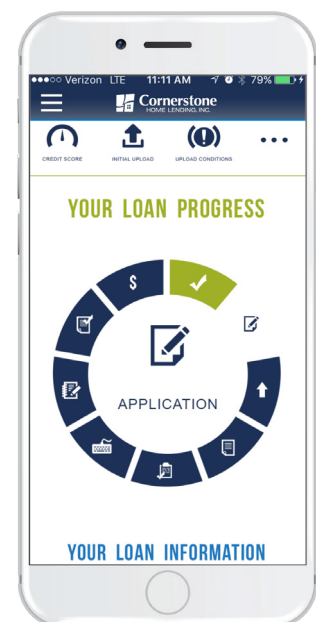 Verizon LTE 11:11 AM 79%
Cornerstone
HOME LENDING, INC.
CREDIT SCORE INITIAL UPLOAD UPLOAD CONDITIONS
YOUR LOAN PROGRESS
$
APPLICATION
YOUR LOAN INFORMATION